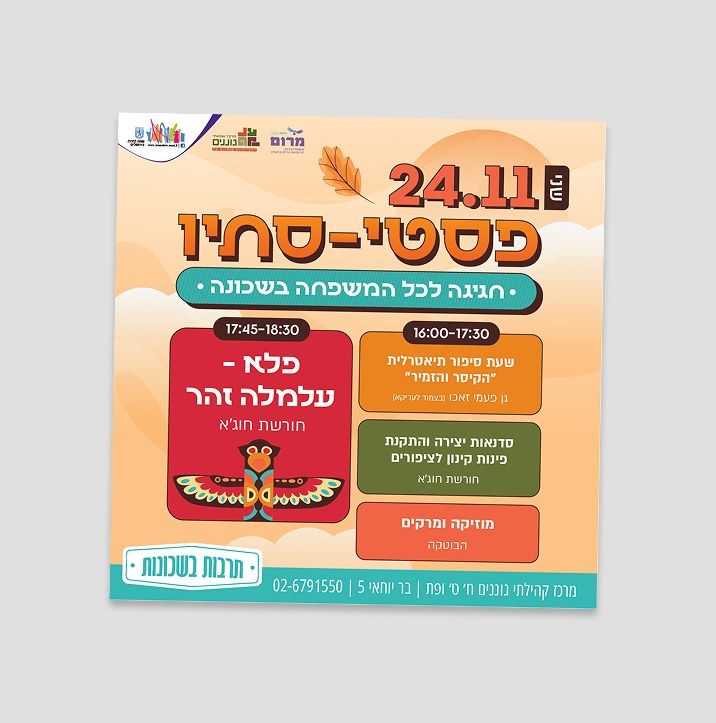 מרום
גוננים
שני
24.11
פסטי-סתיו
• חגיגה לכל המשפחה בשכונה •
16:00-17:30
שעת סיפור תיאטרלית
"הקיסר והזמיר"
גן פעמי זאכו (בצמוד לעדיקא)
סדנאות יצירה והתקנת
פינות קינון לציפורים
חורשת חוג'א
מוזיקה ומרקים
הבוטקה
17:45-18:30
פלא -
עלמלה זהר
חורשת חוג'א
• תרבות בשכונות •
מרכז קהילתי גוננים ח' ט' ופת | בר יוחאי 5 | 02-6791550